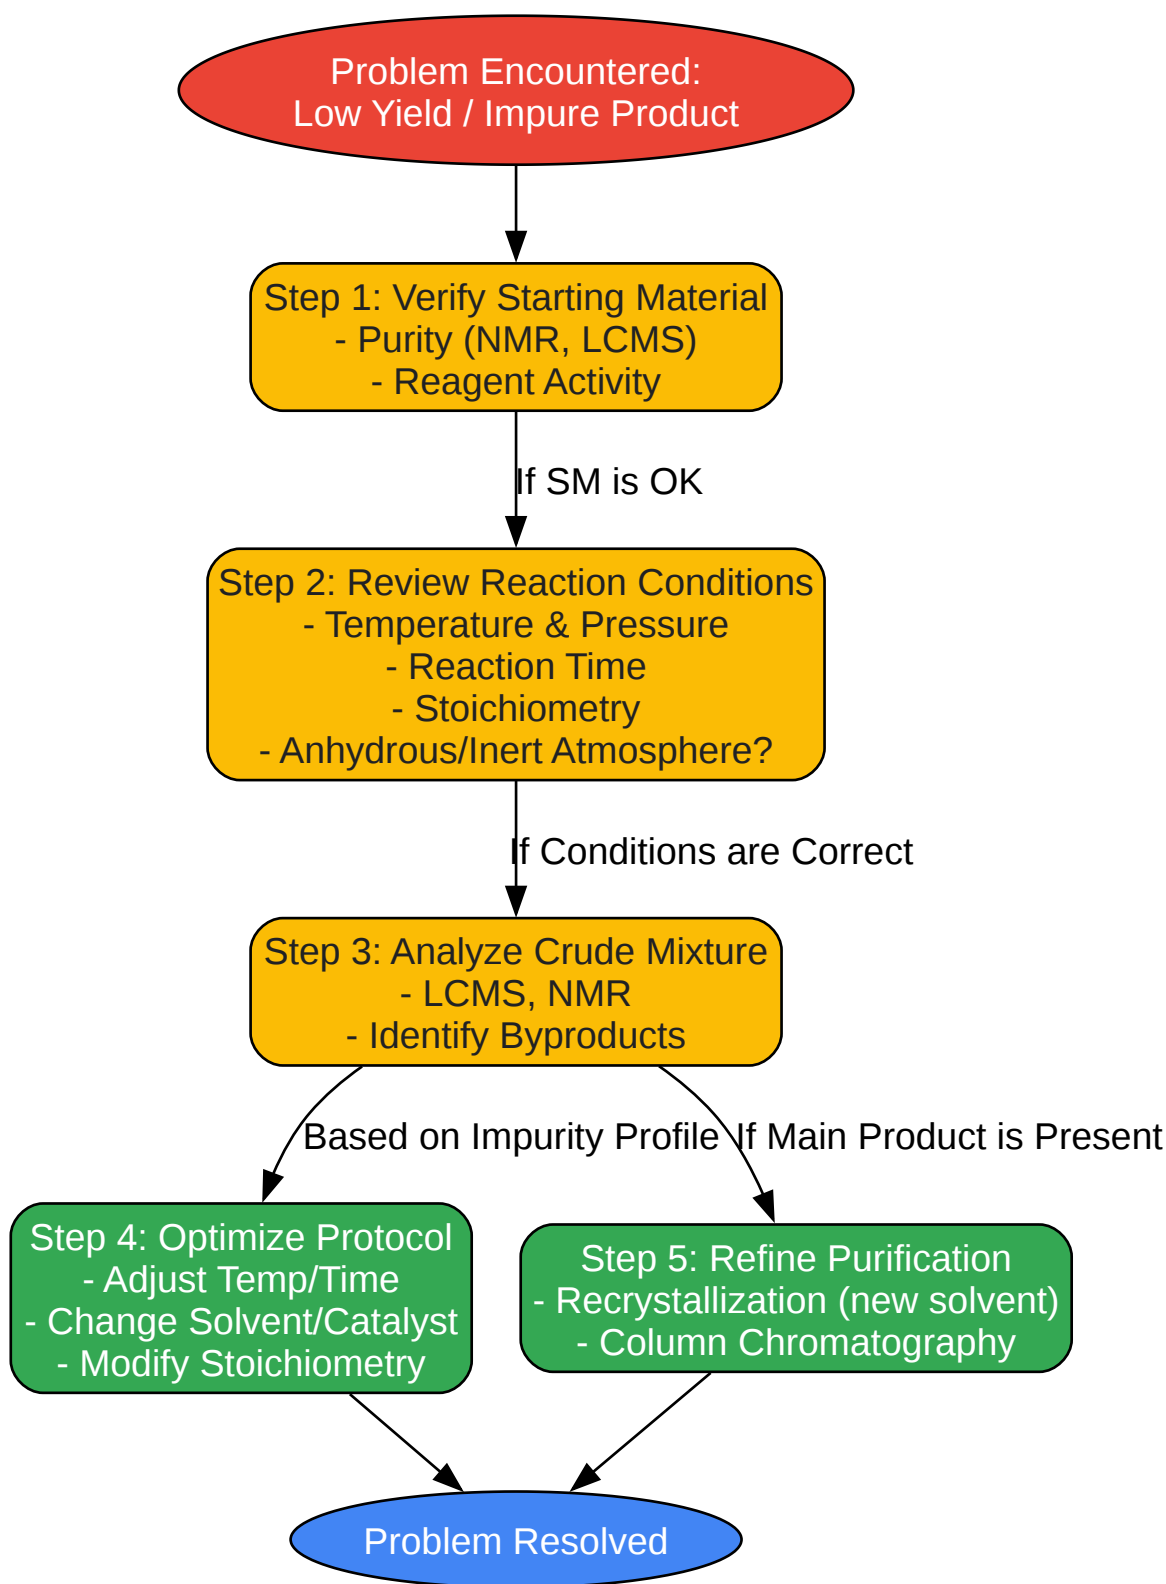 Problem Encountered:
Low Yield / Impure Product
Step 1: Verify Starting Material
- Purity (NMR, LCMS)
- Reagent Activity
If SM is OK
Step 2: Review Reaction Conditions
- Temperature & Pressure
- Reaction Time
- Stoichiometry
- Anhydrous/Inert Atmosphere?
If Conditions are Correct
Step 3: Analyze Crude Mixture
- LCMS, NMR
- Identify Byproducts
Based on Impurity Profile
If Main Product is Present
Step 4: Optimize Protocol
- Adjust Temp/Time
- Change Solvent/Catalyst
- Modify Stoichiometry
Step 5: Refine Purification
- Recrystallization (new solvent)
- Column Chromatography
Problem Resolved